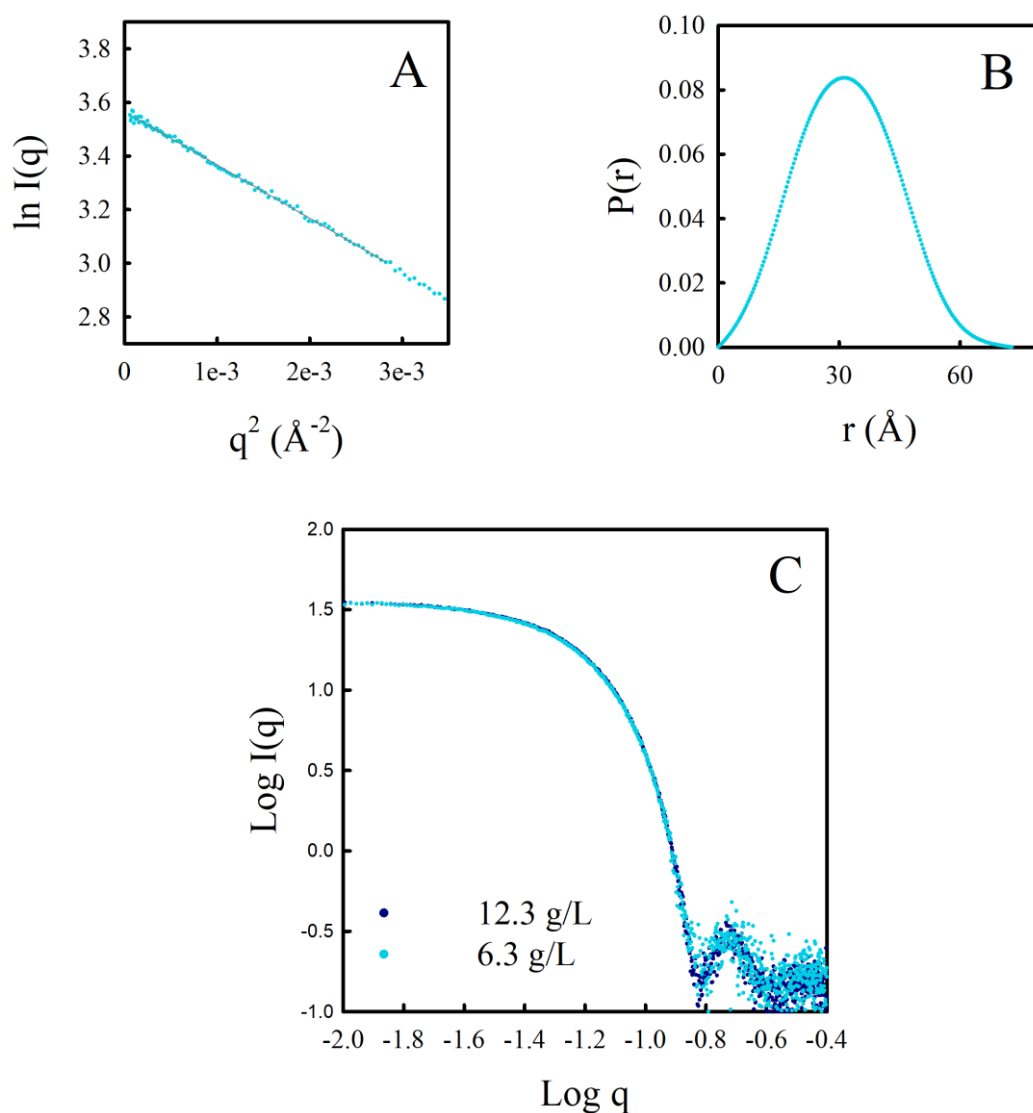 A
ln I(q)
3.8
3.6
3.4
3.2
3.0
2.8
0 1e-3 2e-3 3e-3
q² (Å⁻²)
B
P(r)
0.10
0.08
0.06
0.04
0.02
0.00
0 30 60
r (Å)
C
Log I(q)
2.0
1.5
1.0
0.5
0.0
-0.5
-1.0
12.3 g/L
6.3 g/L
-2.0 -1.8 -1.6 -1.4 -1.2 -1.0 -0.8 -0.6 -0.4
Log q